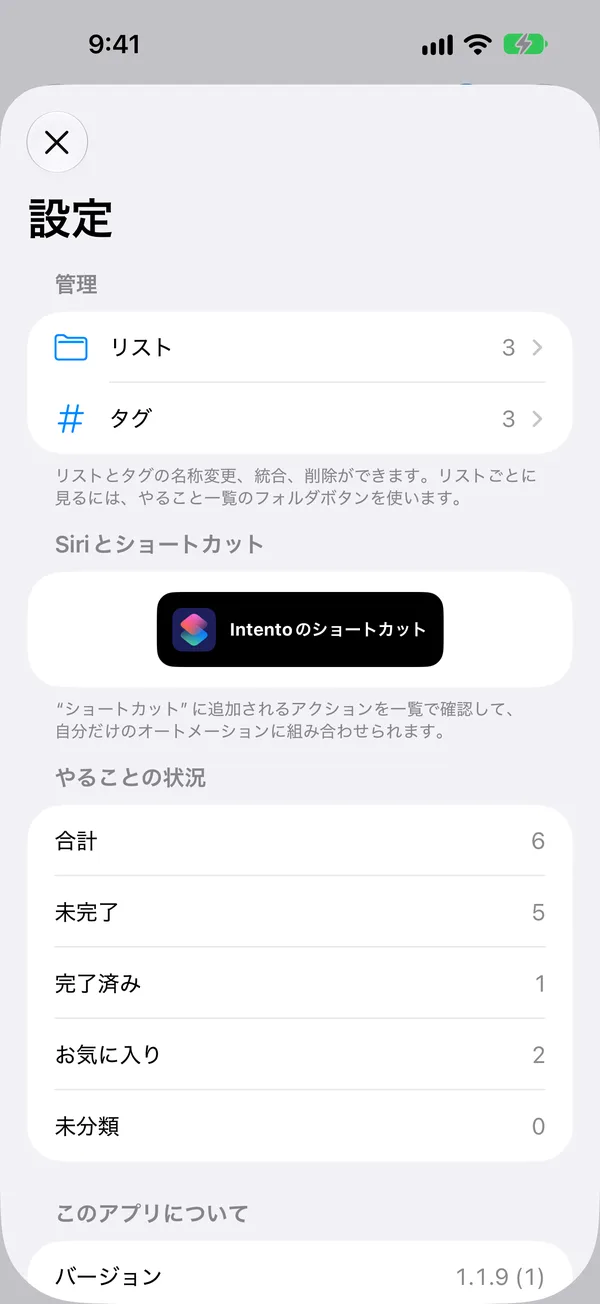 9:41
設定
管理
リスト 3
タグ 3
リストとタグの名称変更、統合、削除ができます。リストごとに
見るには、やること一覧のフォルダボタンを使います。
Siriとショートカット
Intentoのショートカット
“ショートカット” に追加されるアクションを一覧で確認して、
自分だけのオートメーションに組み合わせられます。
やることの状況
合計 6
未完了 5
完了済み 1
お気に入り 2
未分類 0
このアプリについて
バージョン 1.1.9 (1)